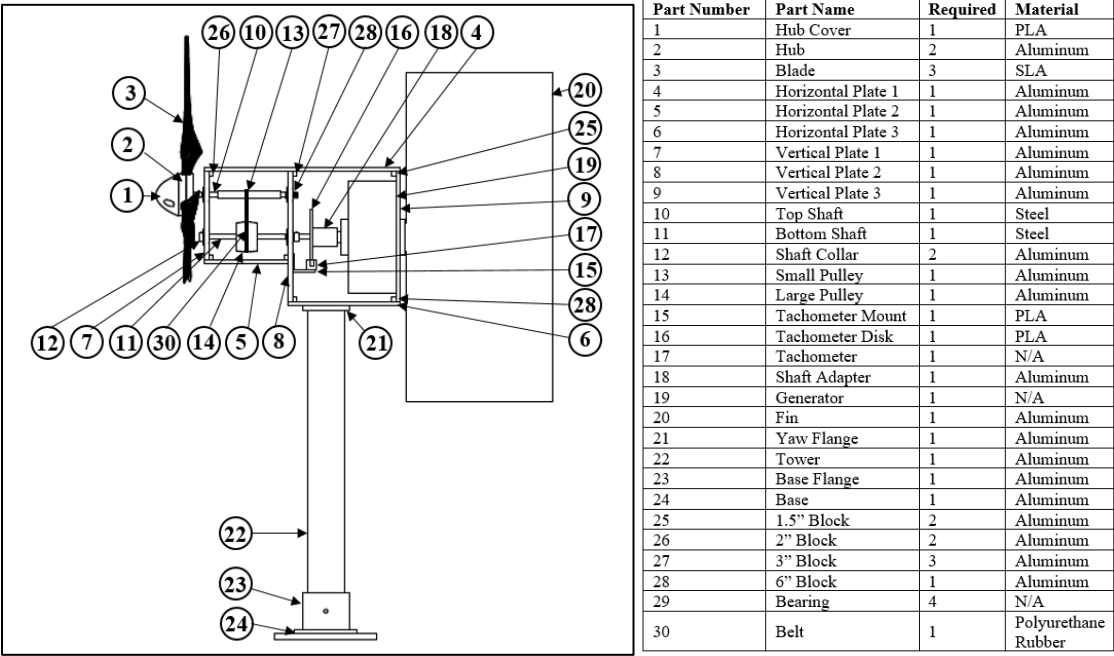 26 10 13 27 28 16 18 4
3
20
2
25
1
19
9
17
15
28
12 7 11 30 14 5 8 21 6
22
23
24
Part Number Part Name Required Material
1 Hub Cover 1 PLA
2 Hub 2 Aluminum
3 Blade 3 SLA
4 Horizontal Plate 1 1 Aluminum
5 Horizontal Plate 2 1 Aluminum
6 Horizontal Plate 3 1 Aluminum
7 Vertical Plate 1 1 Aluminum
8 Vertical Plate 2 1 Aluminum
9 Vertical Plate 3 1 Aluminum
10 Top Shaft 1 Steel
11 Bottom Shaft 1 Steel
12 Shaft Collar 2 Aluminum
13 Small Pulley 1 Aluminum
14 Large Pulley 1 Aluminum
15 Tachometer Mount 1 PLA
16 Tachometer Disk 1 PLA
17 Tachometer 1 N/A
18 Shaft Adapter 1 Aluminum
19 Generator 1 N/A
20 Fin 1 Aluminum
21 Yaw Flange 1 Aluminum
22 Tower 1 Aluminum
23 Base Flange 1 Aluminum
24 Base 1 Aluminum
25 1.5” Block 2 Aluminum
26 2” Block 2 Aluminum
27 3” Block 3 Aluminum
28 6” Block 1 Aluminum
29 Bearing 4 N/A
30 Belt 1 Polyurethane
Rubber